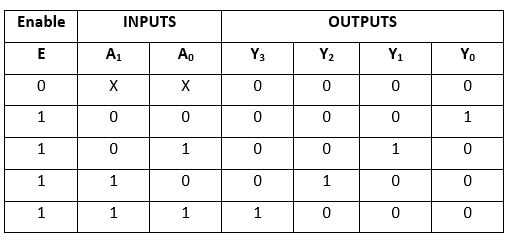 Enable INPUTS OUTPUTS
E A₁ A₀ Y₃ Y₂ Y₁ Y₀
0 X X 0 0 0 0
1 0 0 0 0 0 1
1 0 1 0 0 1 0
1 1 0 0 1 0 0
1 1 1 1 0 0 0